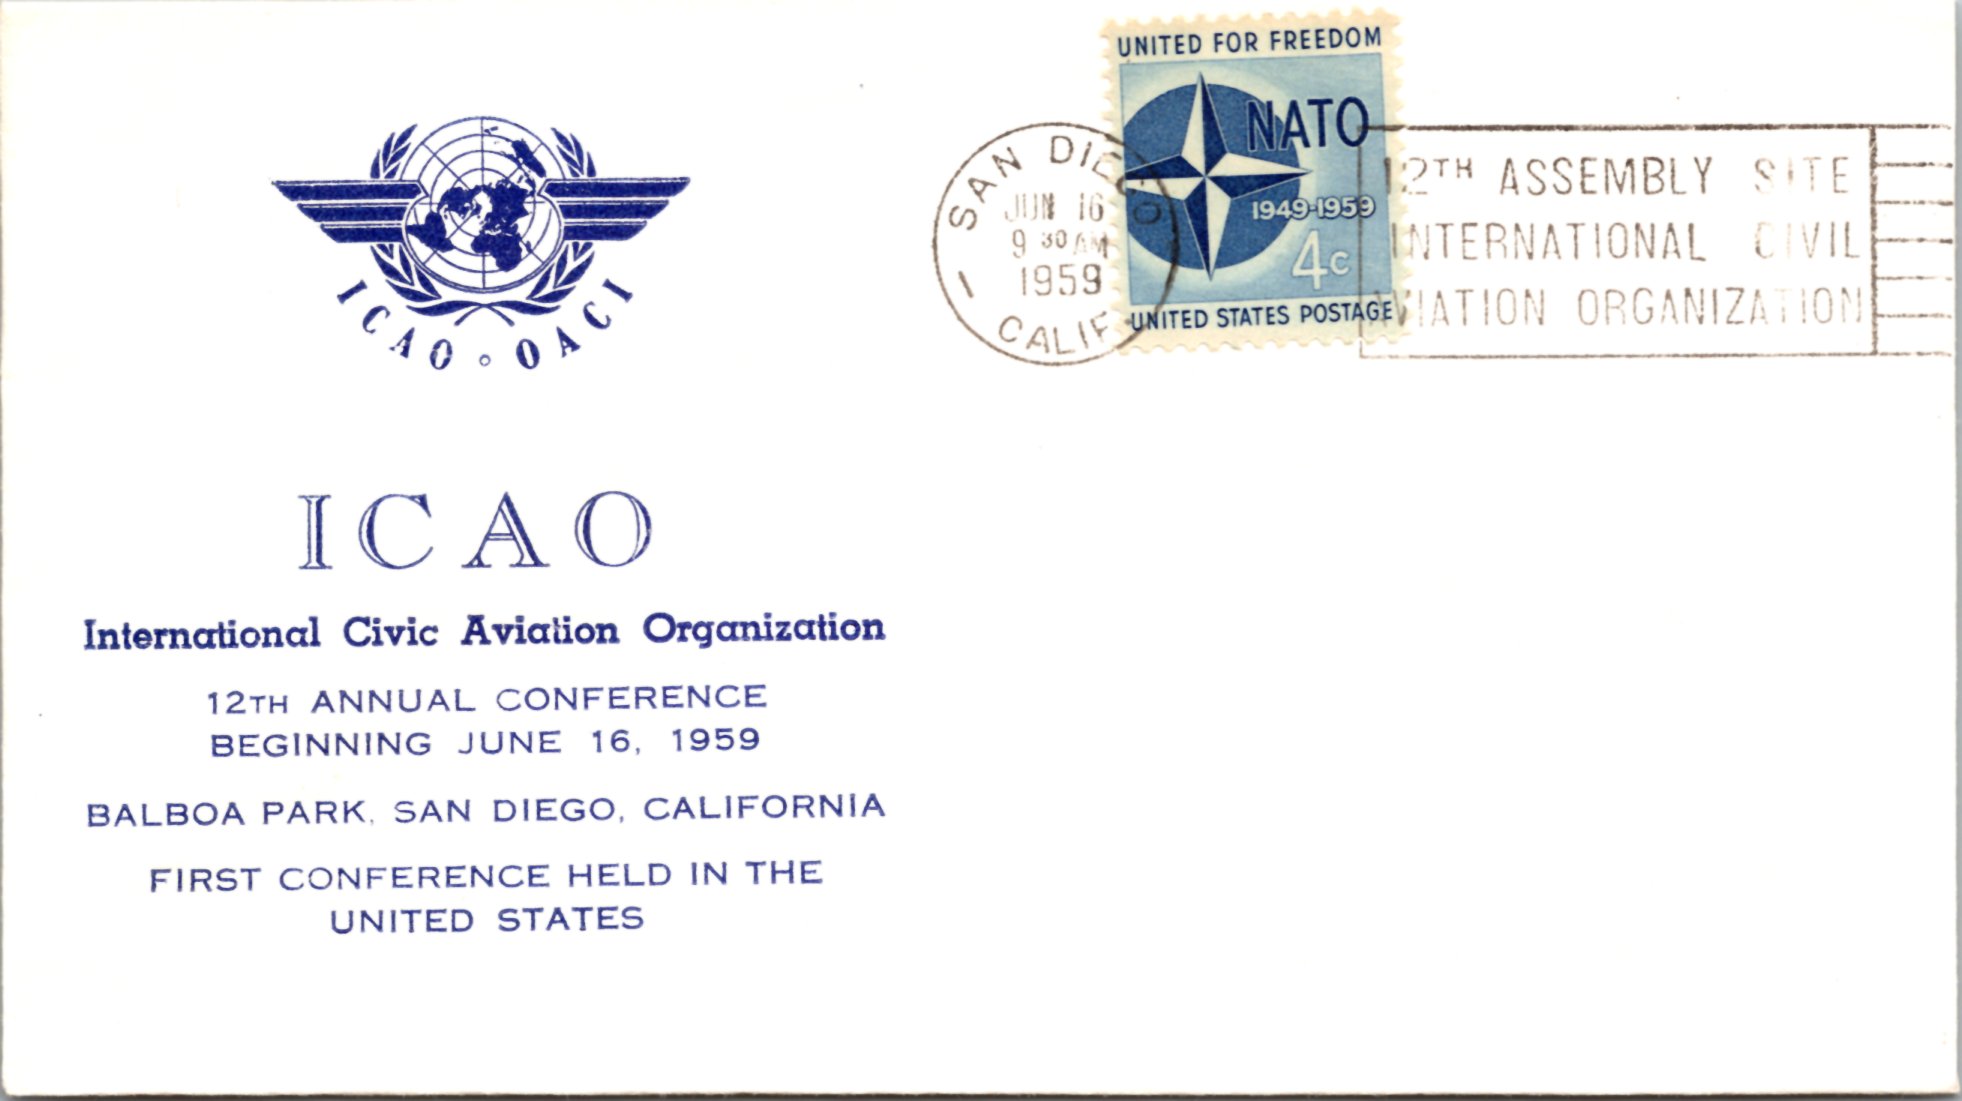 ICAO · OACI
ICAO
International Civic Aviation Organization
12TH ANNUAL CONFERENCE
BEGINNING JUNE 16, 1959
BALBOA PARK, SAN DIEGO, CALIFORNIA
FIRST CONFERENCE HELD IN THE
UNITED STATES
SAN DIEGO
JUN 16
9 30 AM
1959
CALIF.
UNITED FOR FREEDOM
NATO
1949-1959
4c
UNITED STATES POSTAGE
12TH ASSEMBLY SITE
INTERNATIONAL CIVIL
AVIATION ORGANIZATION